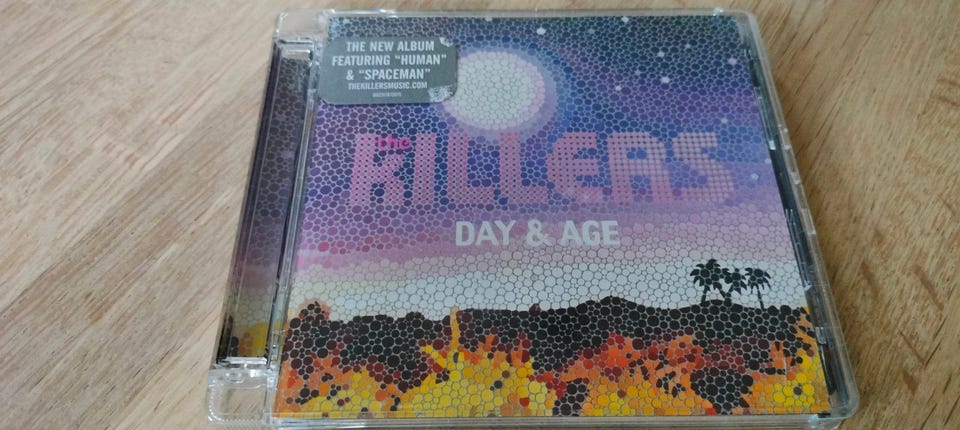 THE NEW ALBUM
FEATURING "HUMAN"
& "SPACEMAN"
THEKILLERSMUSIC.COM
The
KILLERS
DAY & AGE